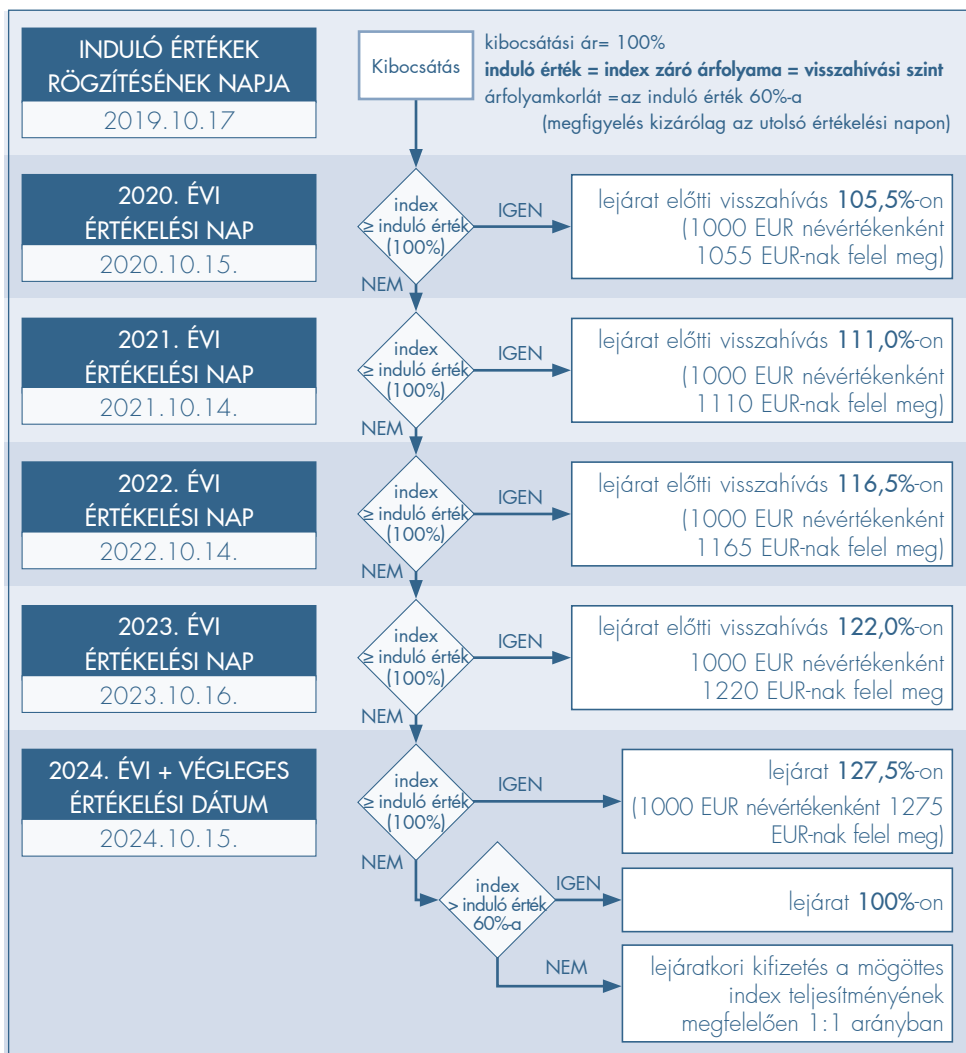 INDULÓ ÉRTÉKEK
RÖGZÍTÉSÉNEK NAPJA
2019.10.17
Kibocsátás
kibocsátási ár= 100%
induló érték = index záró árfolyama = visszahívási szint
árfolyamkorlát =az induló érték 60%-a
(megfigyelés kizárólag az utolsó értékelési napon)
2020. ÉVI
ÉRTÉKELÉSI NAP
2020.10.15.
index
≥ induló érték
(100%)
IGEN
NEM
lejárat előtti visszahívás 105,5%-on
(1000 EUR névértékenként
1055 EUR-nak felel meg)
2021. ÉVI
ÉRTÉKELÉSI NAP
2021.10.14.
index
≥ induló érték
(100%)
IGEN
NEM
lejárat előtti visszahívás 111,0%-on
(1000 EUR névértékenként
1110 EUR-nak felel meg)
2022. ÉVI
ÉRTÉKELÉSI NAP
2022.10.14.
index
≥ induló érték
(100%)
IGEN
NEM
lejárat előtti visszahívás 116,5%-on
(1000 EUR névértékenként
1165 EUR-nak felel meg)
2023. ÉVI
ÉRTÉKELÉSI NAP
2023.10.16.
index
≥ induló érték
(100%)
IGEN
NEM
lejárat előtti visszahívás 122,0%-on
1000 EUR névértékenként
1220 EUR-nak felel meg
2024. ÉVI + VÉGLEGES
ÉRTÉKELÉSI DÁTUM
2024.10.15.
index
≥ induló érték
(100%)
IGEN
NEM
lejárat 127,5%-on
(1000 EUR névértékenként 1275
EUR-nak felel meg)
index
> induló érték
60%-a
IGEN
lejárat 100%-on
NEM
lejáratkori kifizetés a mögöttes
index teljesítményének
megfelelően 1:1 arányban